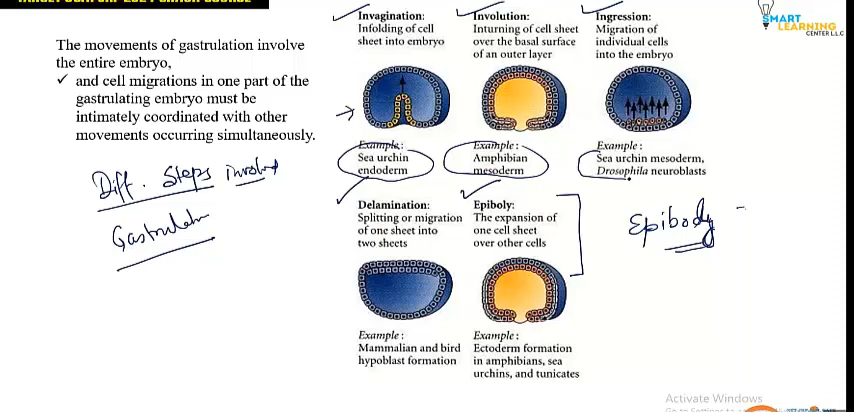 SMART
LEARNING
CENTER L.L.C
The movements of gastrulation involve
the entire embryo,
✓ and cell migrations in one part of the
gastrulating embryo must be
intimately coordinated with other
movements occurring simultaneously.
Diff. Steps involved
Invagination:
Infolding of cell
sheet into embryo
Example:
Sea urchin
endoderm
Involution:
Inturning of cell sheet
over the basal surface
of an outer layer
Example:
Amphibian
mesoderm
Ingression:
Migration of
individual cells
into the embryo
Example:
Sea urchin mesoderm,
Drosophila neuroblasts
Delamination:
Splitting or migration
of one sheet into
two sheets
Example:
Mammalian and bird
hypoblast formation
Epiboly:
The expansion of
one cell sheet
over other cells
Example:
Ectoderm formation
in amphibians, sea
urchins, and tunicates
Epibody
Activate Windows